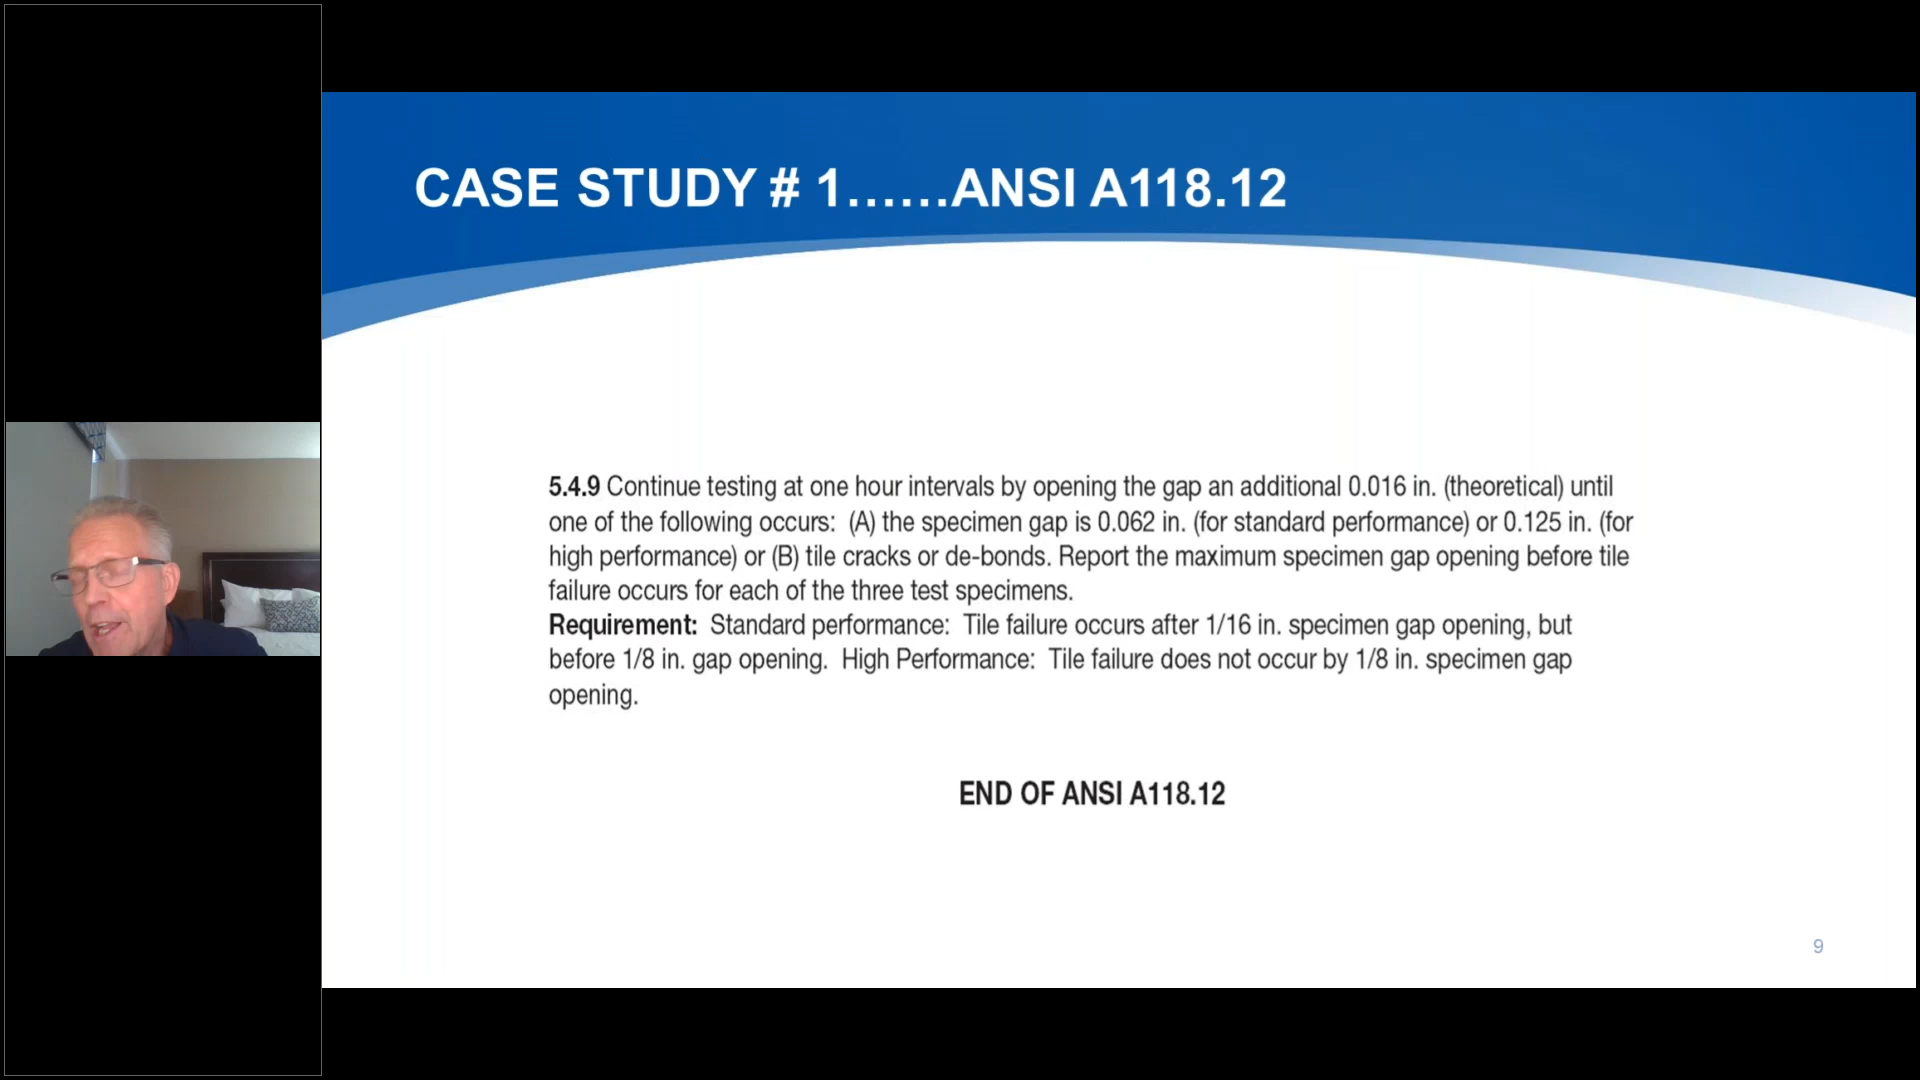 CASE STUDY # 1......ANSI A118.12
5.4.9 Continue testing at one hour intervals by opening the gap an additional 0.016 in. (theoretical) until
one of the following occurs:  (A) the specimen gap is 0.062 in. (for standard performance) or 0.125 in. (for
high performance) or (B) tile cracks or de-bonds. Report the maximum specimen gap opening before tile
failure occurs for each of the three test specimens.
Requirement:  Standard performance:  Tile failure occurs after 1/16 in. specimen gap opening, but
before 1/8 in. gap opening.  High Performance:  Tile failure does not occur by 1/8 in. specimen gap
opening.
END OF ANSI A118.12
9